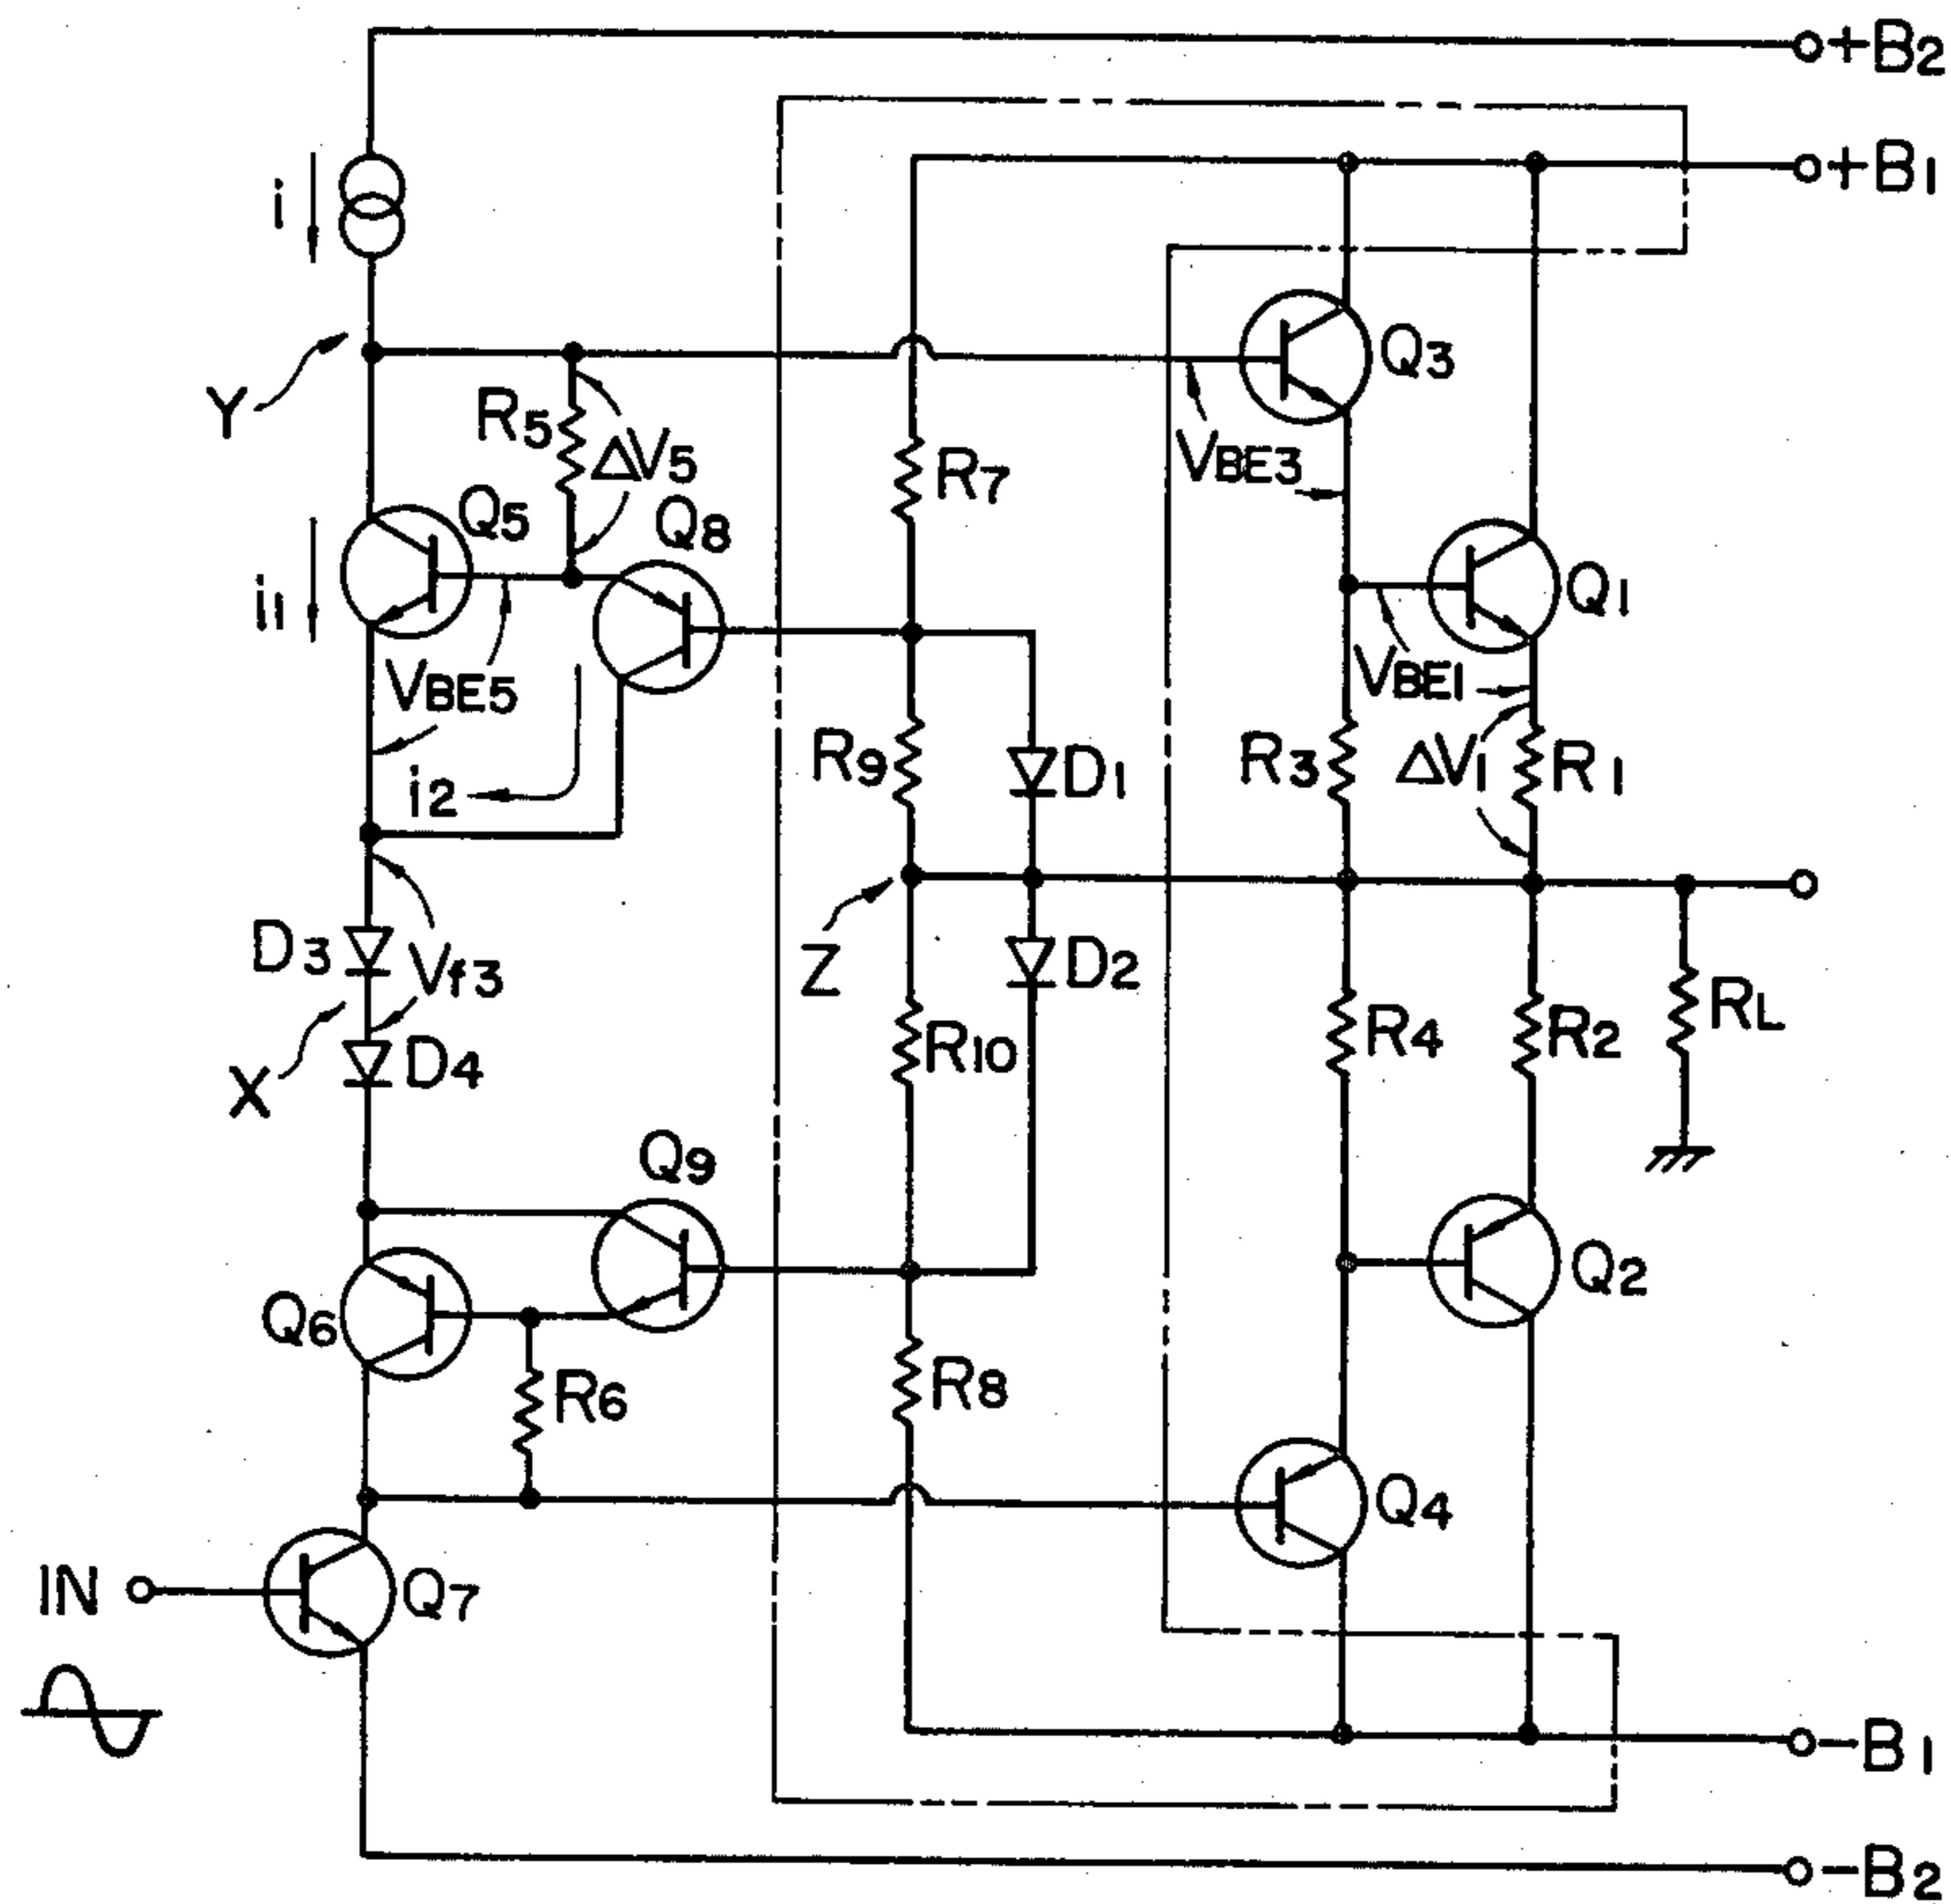 +B2
+B1
i
Y
R5
ΔV5
Q3
VBE3
R7
Q5
Q8
i1
Q1
VBE5
VBE1
i2
R9
D1
R3
ΔV1
R1
D3
Vf3
Z
D2
X
D4
R10
R4
R2
RL
Q9
Q6
Q2
R6
R8
Q4
IN
Q7
−B1
−B2